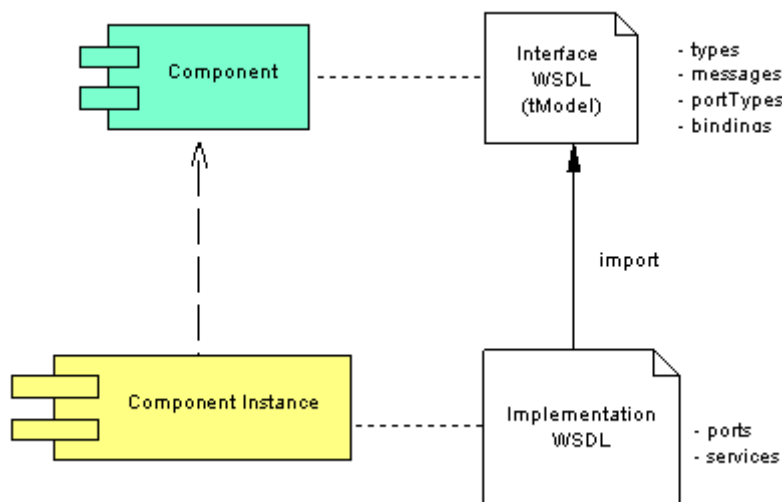 Component
Interface
WSDL
(tModel)
- types
- messages
- portTypes
- bindings
import
Component Instance
Implementation
WSDL
- ports
- services